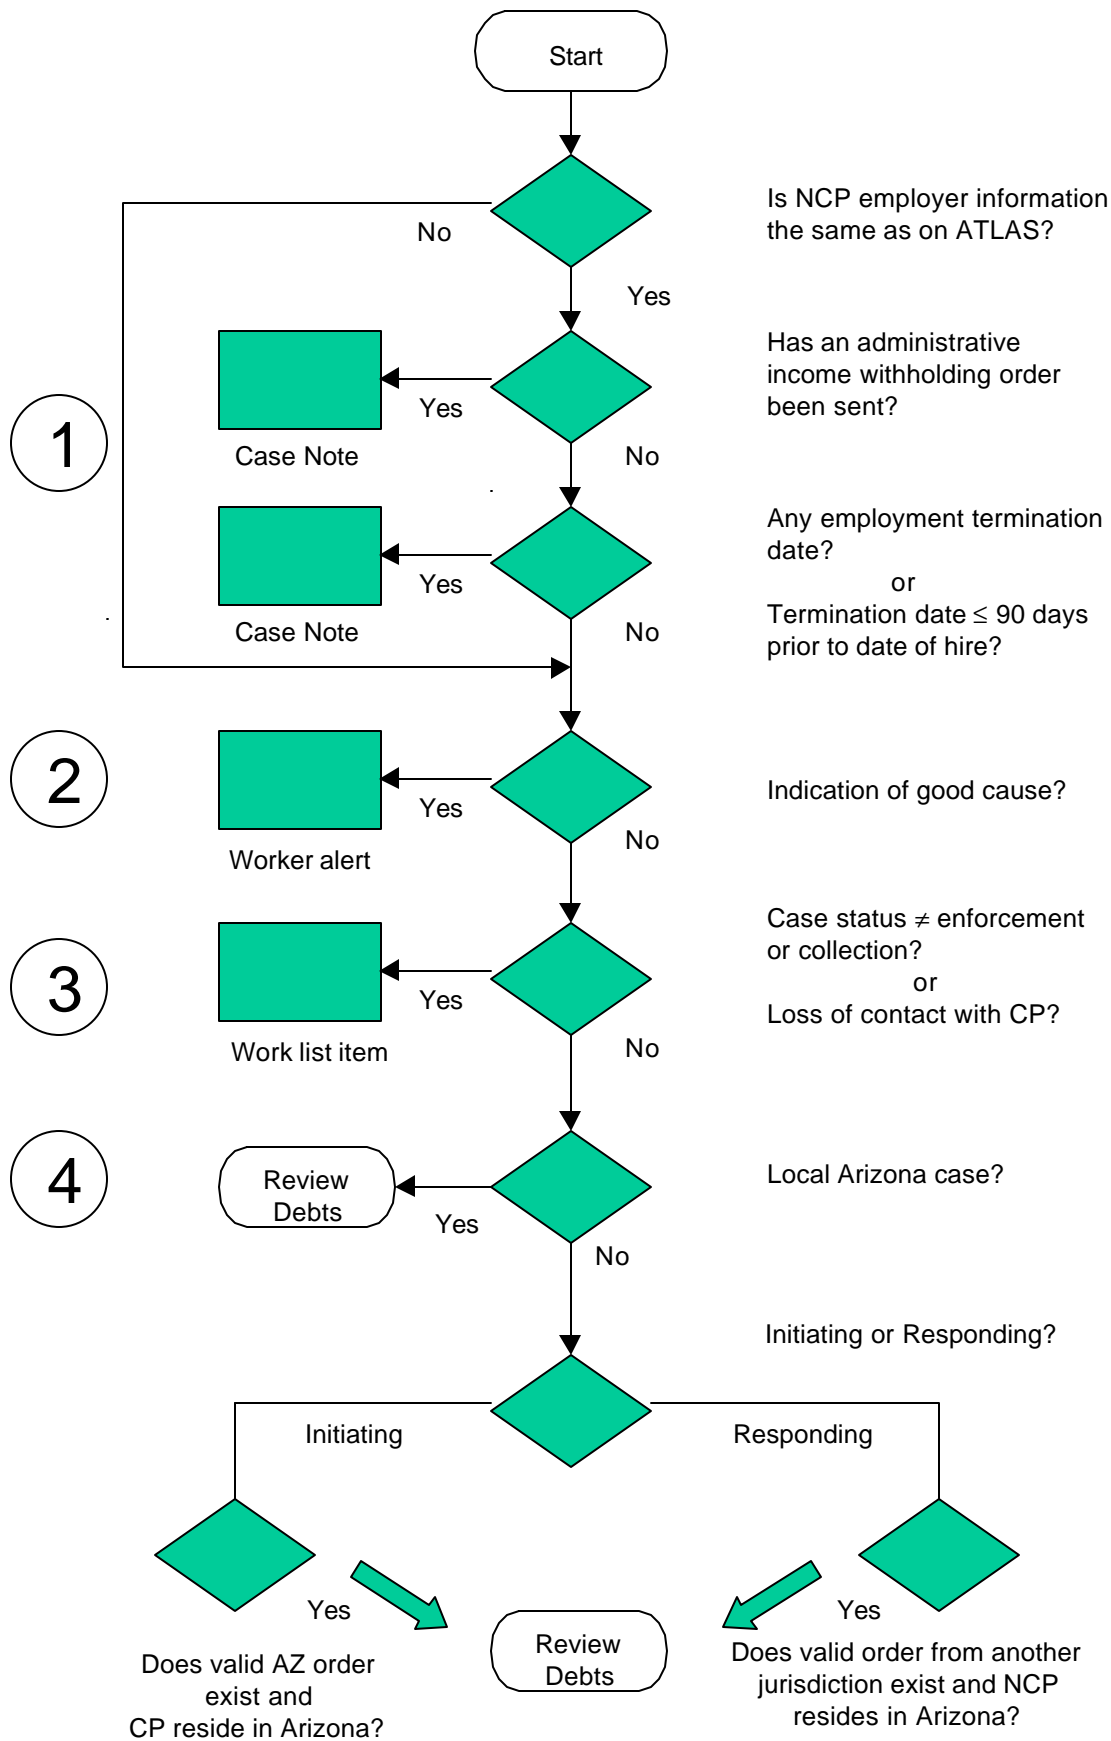 Start
Is NCP employer information
the same as on ATLAS?
No
Yes
Has an administrative
income withholding order
been sent?
Yes
Case Note
No
1
Any employment termination
date?
or
Termination date ≤ 90 days
prior to date of hire?
Yes
Case Note
No
2
Indication of good cause?
Yes
Worker alert
No
3
Case status ≠ enforcement
or collection?
or
Loss of contact with CP?
Yes
Work list item
No
4
Local Arizona case?
Review
Debts
Yes
No
Initiating or Responding?
Initiating
Responding
Yes
Does valid AZ order
exist and
CP reside in Arizona?
Review
Debts
Yes
Does valid order from another
jurisdiction exist and NCP
resides in Arizona?